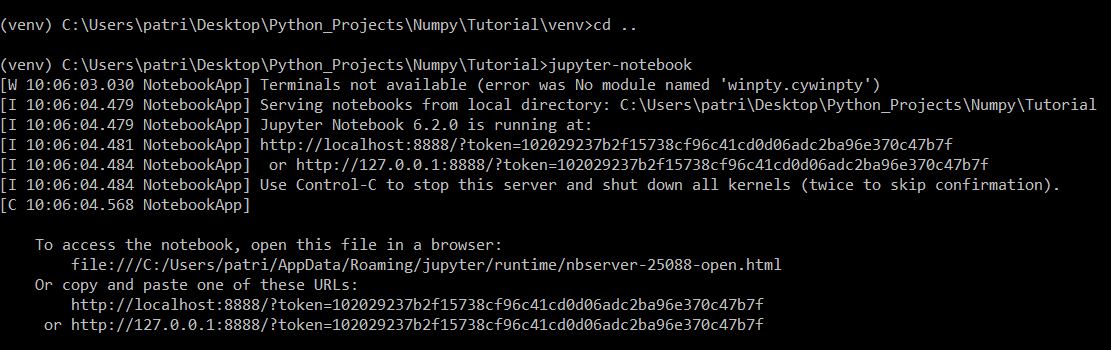 (venv) C:\Users\patri\Desktop\Python_Projects\Numpy\Tutorial\venv>cd ..
(venv) C:\Users\patri\Desktop\Python_Projects\Numpy\Tutorial>jupyter-notebook
[W 10:06:03.030 NotebookApp] Terminals not available (error was No module named 'winpty.cywinpty')
[I 10:06:04.479 NotebookApp] Serving notebooks from local directory: C:\Users\patri\Desktop\Python_Projects\Numpy\Tutorial
[I 10:06:04.479 NotebookApp] Jupyter Notebook 6.2.0 is running at:
[I 10:06:04.481 NotebookApp] http://localhost:8888/?token=102029237b2f15738cf96c41cd0d06adc2ba96e370c47b7f
[I 10:06:04.484 NotebookApp]  or http://127.0.0.1:8888/?token=102029237b2f15738cf96c41cd0d06adc2ba96e370c47b7f
[I 10:06:04.484 NotebookApp] Use Control-C to stop this server and shut down all kernels (twice to skip confirmation).
[C 10:06:04.568 NotebookApp]
To access the notebook, open this file in a browser:
file:///C:/Users/patri/AppData/Roaming/jupyter/runtime/nbserver-25088-open.html
Or copy and paste one of these URLs:
http://localhost:8888/?token=102029237b2f15738cf96c41cd0d06adc2ba96e370c47b7f
or http://127.0.0.1:8888/?token=102029237b2f15738cf96c41cd0d06adc2ba96e370c47b7f